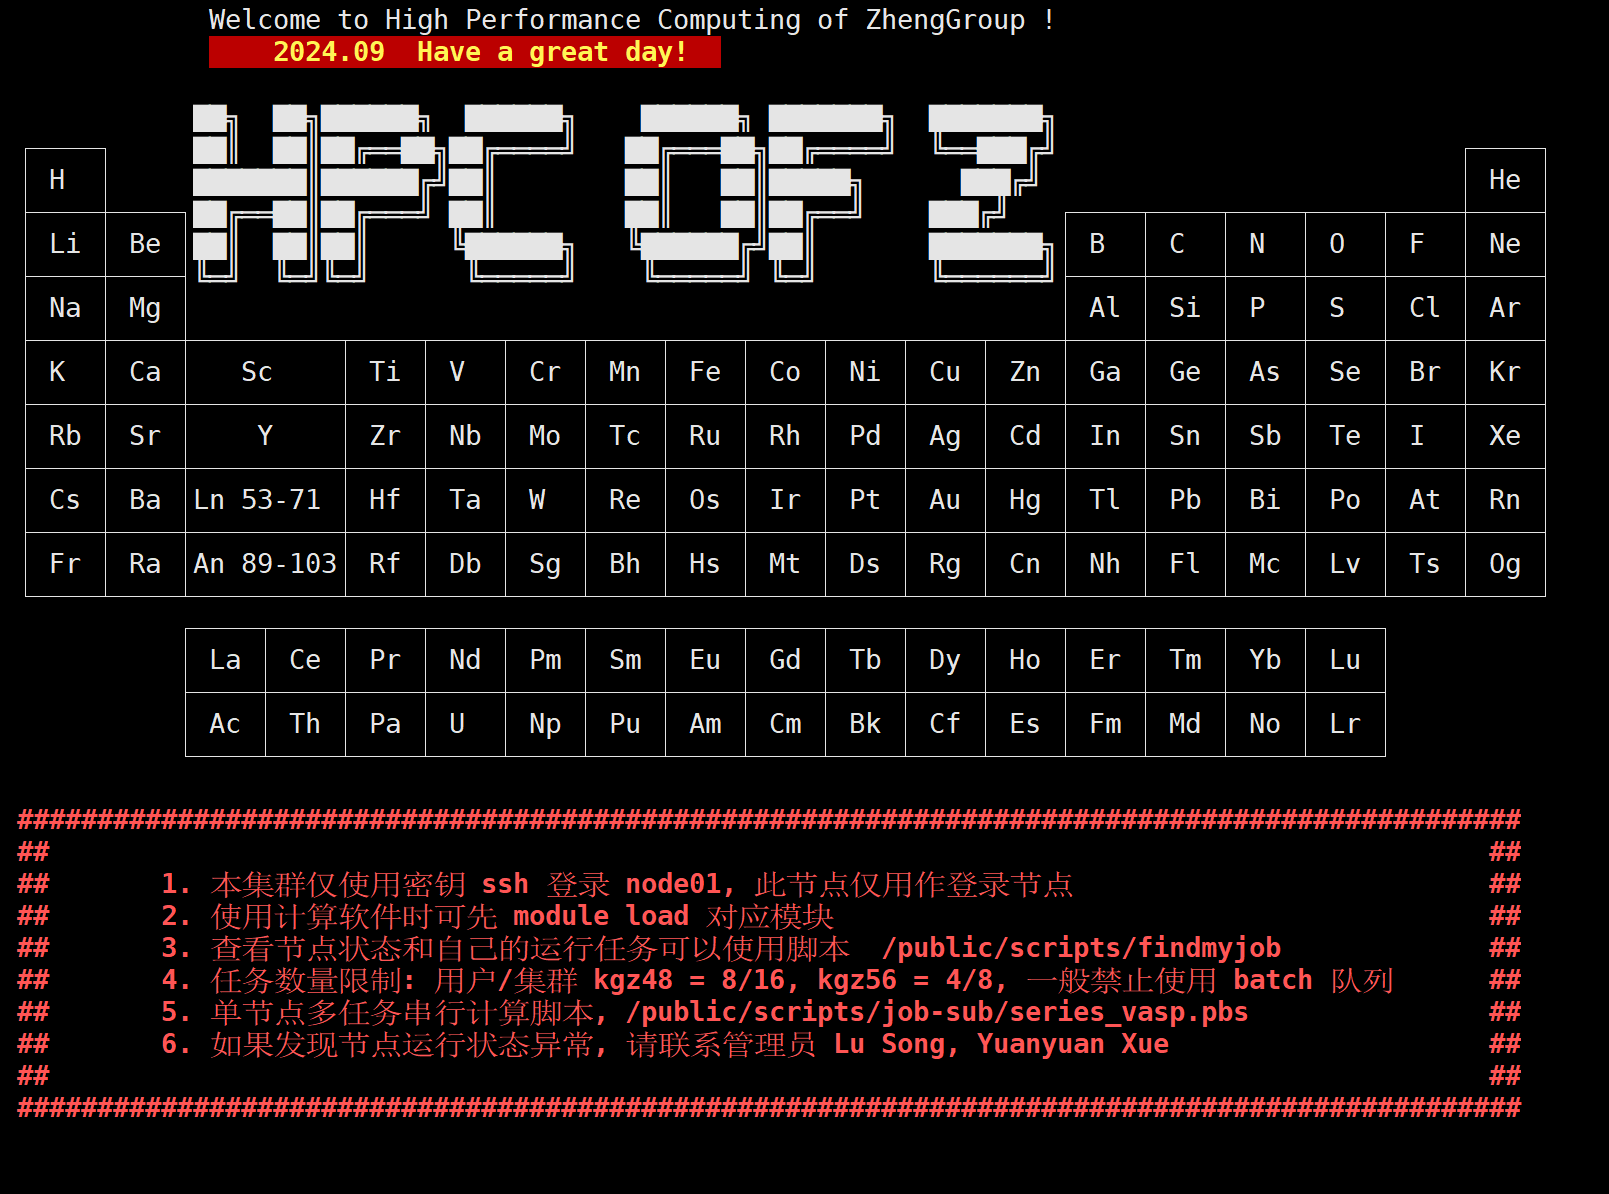 Welcome to High Performance Computing of ZhengGroup !
2024.09 Have a great day!
HPC OF Z
H He
Li Be B C N O F Ne
Na Mg Al Si P S Cl Ar
K Ca Sc Ti V Cr Mn Fe Co Ni Cu Zn Ga Ge As Se Br Kr
Rb Sr Y Zr Nb Mo Tc Ru Rh Pd Ag Cd In Sn Sb Te I Xe
Cs Ba Ln 53-71 Hf Ta W Re Os Ir Pt Au Hg Tl Pb Bi Po At Rn
Fr Ra An 89-103 Rf Db Sg Bh Hs Mt Ds Rg Cn Nh Fl Mc Lv Ts Og
La Ce Pr Nd Pm Sm Eu Gd Tb Dy Ho Er Tm Yb Lu
Ac Th Pa U Np Pu Am Cm Bk Cf Es Fm Md No Lr
##############################################################################################
## ##
## 1. 本集群仅使用密钥 ssh 登录 node01, 此节点仅用作登录节点 ##
## 2. 使用计算软件时可先 module load 对应模块 ##
## 3. 查看节点状态和自己的运行任务可以使用脚本 /public/scripts/findmyjob ##
## 4. 任务数量限制: 用户/集群 kgz48 = 8/16, kgz56 = 4/8, 一般禁止使用 batch 队列 ##
## 5. 单节点多任务串行计算脚本, /public/scripts/job-sub/series_vasp.pbs ##
## 6. 如果发现节点运行状态异常, 请联系管理员 Lu Song, Yuanyuan Xue ##
## ##
##############################################################################################